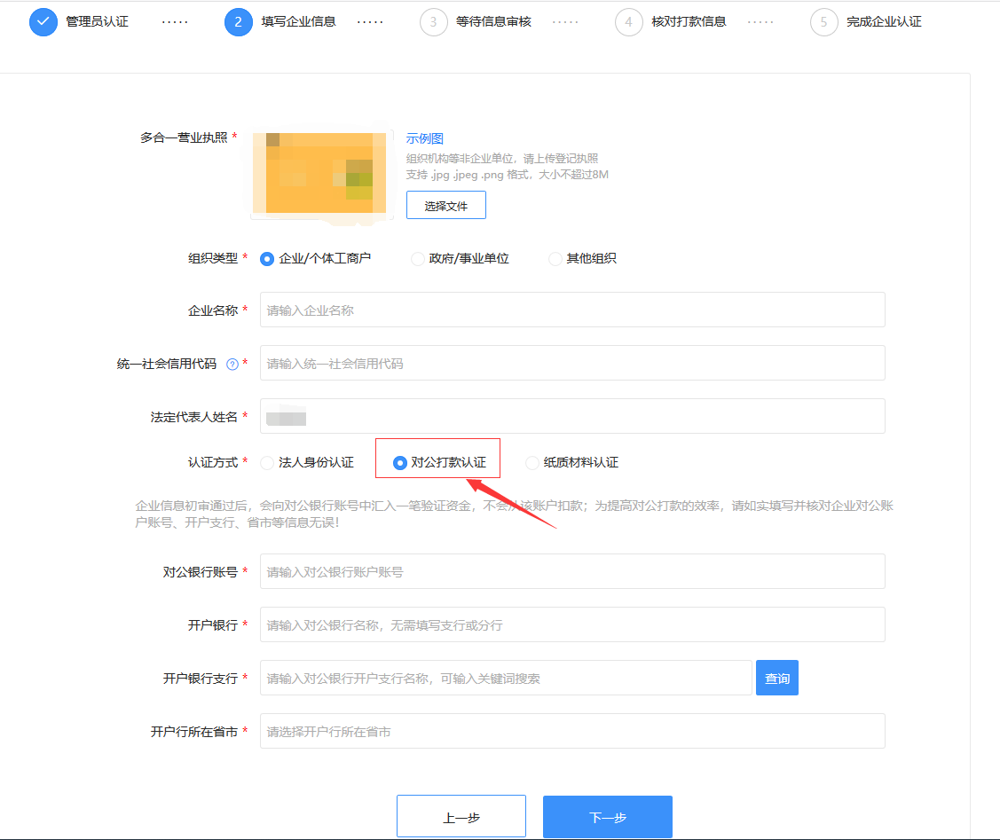 管理员认证 ····· 2 填写企业信息 ····· 3 等待信息审核 ····· 4 核对打款信息 ····· 5 完成企业认证
多合一营业执照 *
示例图
组织机构等非企业单位，请上传登记执照
支持 .jpg .jpeg .png 格式，大小不超过8M
选择文件
组织类型 * 企业/个体工商户 政府/事业单位 其他组织
企业名称 * 请输入企业名称
统一社会信用代码 ? * 请输入统一社会信用代码
法定代表人姓名 *
认证方式 * 法人身份认证 对公打款认证 纸质材料认证
企业信息初审通过后，会向对公银行账号中汇入一笔验证资金，不会从该账户扣款；为提高对公打款的效率，请如实填写并核对企业对公账
户账号、开户支行、省市等信息无误！
对公银行账号 * 请输入对公银行账户账号
开户银行 * 请输入对公银行名称，无需填写支行或分行
开户银行支行 * 请输入对公银行开户支行名称，可输入关键词搜索 查询
开户行所在省市 * 请选择开户行所在省市
上一步 下一步